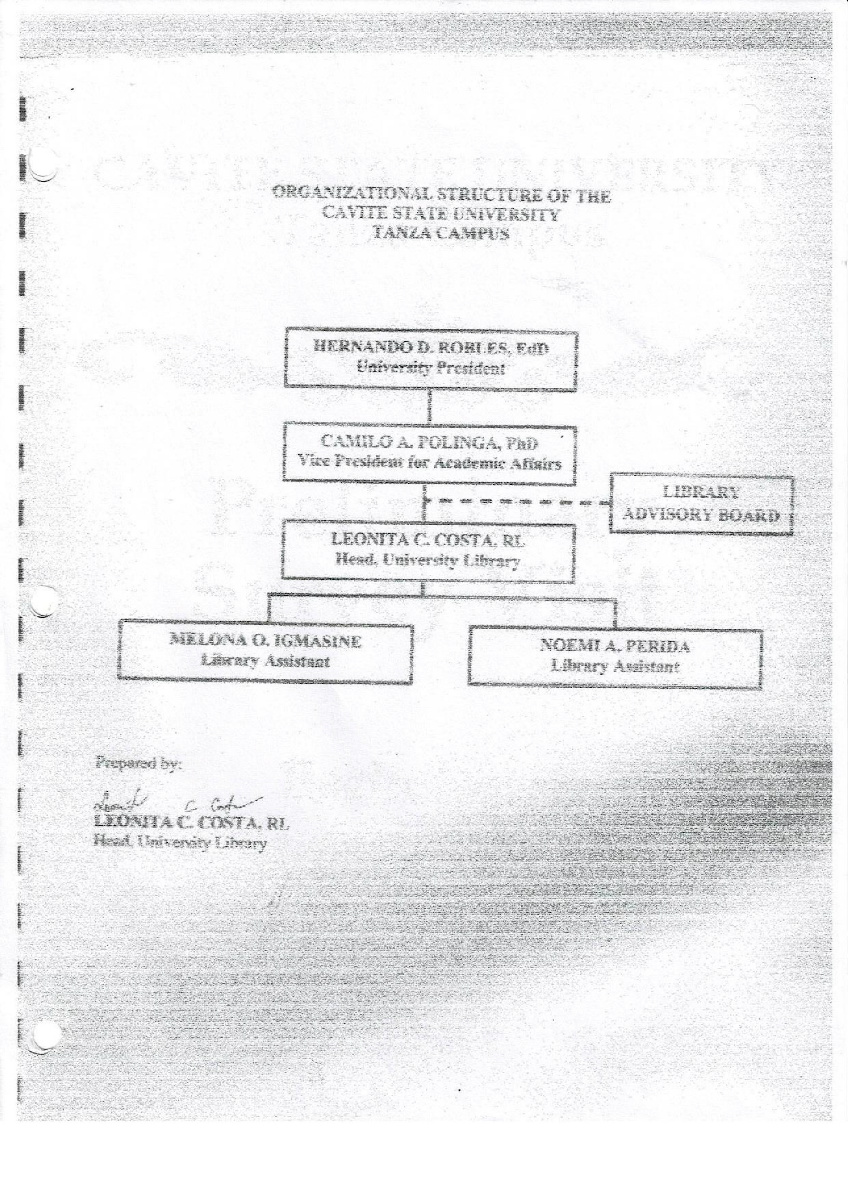 ORGANIZATIONAL STRUCTURE OF THE
CAVITE STATE UNIVERSITY
TANZA CAMPUS
HERNANDO D. ROBLES, EdD
University President
CAMILO A. POLINGA, PhD
Vice President for Academic Affairs
LIBRARY
ADVISORY BOARD
LEONITA C. COSTA, RL
Head, University Library
MELONA O. IGMASINE
Library Assistant
NOEMI A. PERIDA
Library Assistant
Prepared by:
LEONITA C. COSTA, RL
Head, University Library